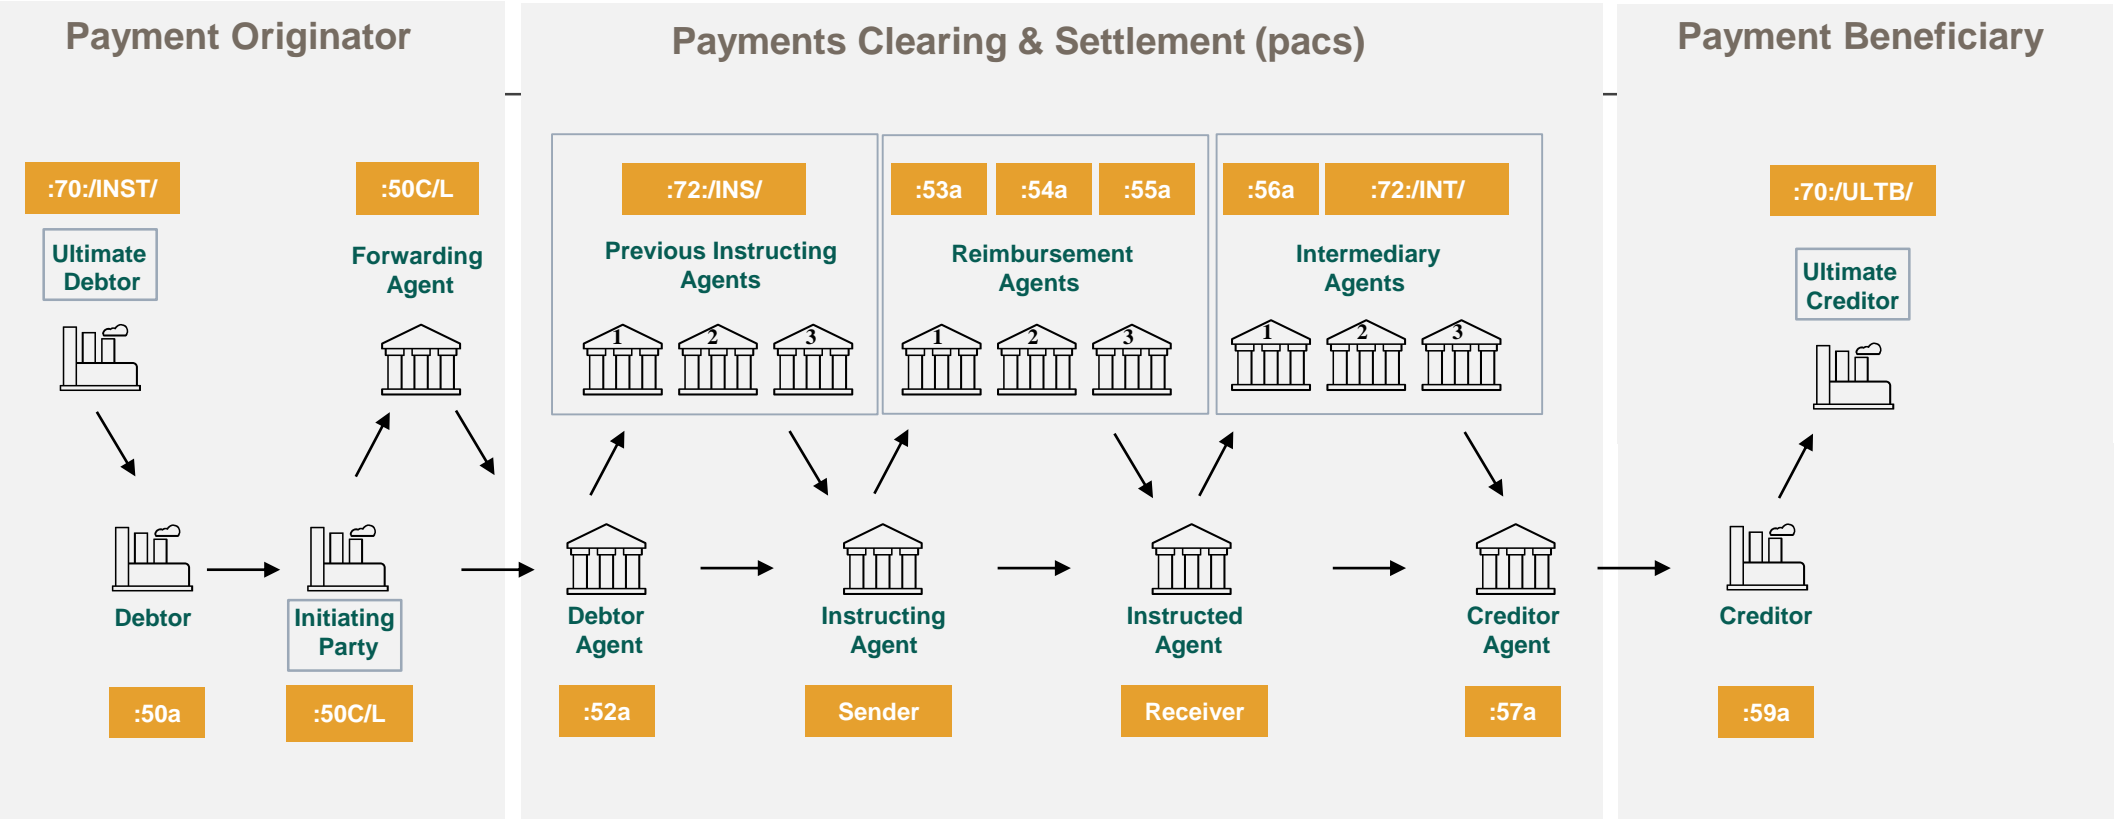 Payment Originator
Payments Clearing & Settlement (pacs)
Payment Beneficiary
:70:/INST/
:50C/L
:72:/INS/
:53a
:54a
:55a
:56a
:72:/INT/
:70:/ULTB/
Ultimate
Debtor
Forwarding
Agent
Previous Instructing
Agents
Reimbursement
Agents
Intermediary
Agents
Ultimate
Creditor
1
2
3
1
2
3
1
2
3
Debtor
Initiating
Party
Debtor
Agent
Instructing
Agent
Instructed
Agent
Creditor
Agent
Creditor
:50a
:50C/L
:52a
Sender
Receiver
:57a
:59a